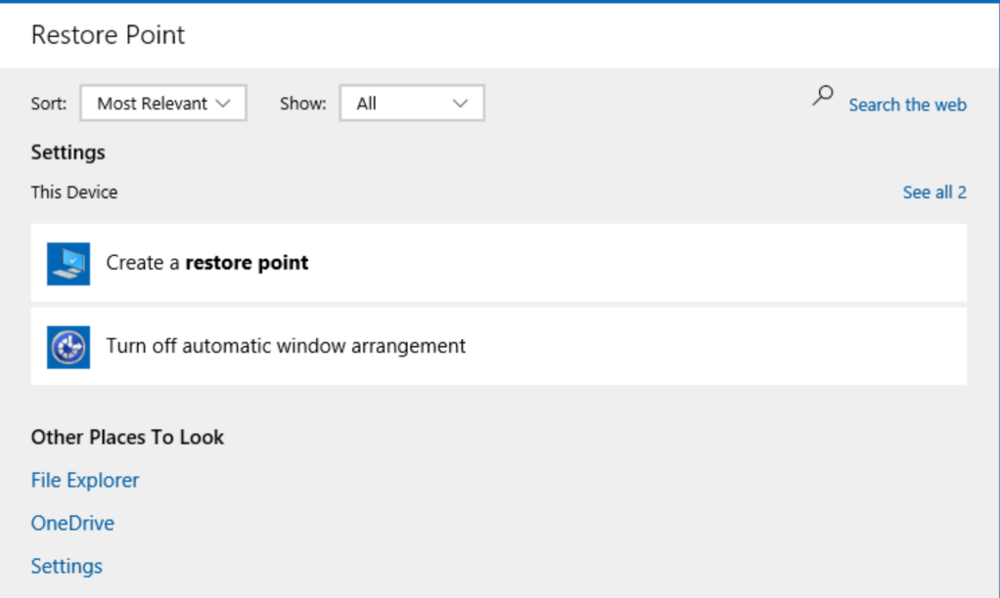 Restore Point
Sort: Most Relevant Show: All Search the web
Settings
This Device See all 2
Create a restore point
Turn off automatic window arrangement
Other Places To Look
File Explorer
OneDrive
Settings